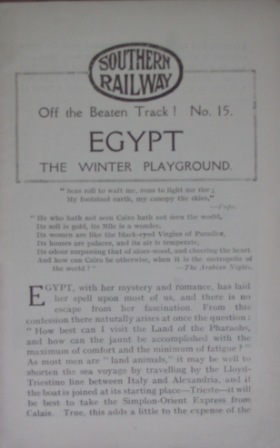 SOUTHERN
RAILWAY
Off the Beaten Track! No. 15.
EGYPT
THE WINTER PLAYGROUND.
"Seas roll to waft me, suns to light me rise;
My footstool earth, my canopy the skies."
—Pope.
"He who hath not seen Cairo hath not seen the world,
Its soil is gold, its Nile is a wonder,
Its women are like the black-eyed Virgins of Paradise,
Its houses are palaces, and its air is temperate,
Its odour surpassing that of aloes-wood, and cheering the heart
And how can Cairo be otherwise, when it is the metropolis of
the world!"
—The Arabian Nights.
EGYPT, with her mystery and romance, has laid
her spell upon most of us, and there is no
escape from her fascination. From this
confession there naturally arises at once the question:
"How best can I visit the Land of the Pharaohs,
and how can the jaunt be accomplished with the
maximum of comfort and the minimum of fatigue?"
As most men are "land animals," it may be well to
shorten the sea voyage by travelling by the Lloyd-
Triestino line between Italy and Alexandria, and if
the boat is joined at its starting place—Trieste—it will
be best to take the Simplon-Orient Express from
Calais. True, this adds a little to the expense of the